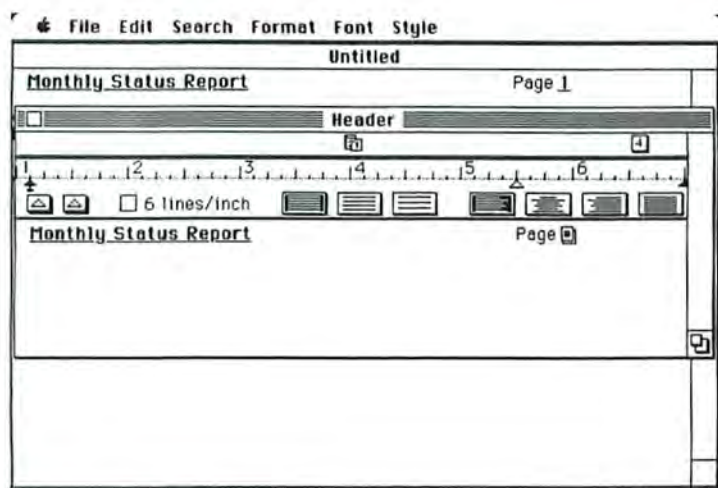 File Edit Search Format Font Style
Untitled
Monthly Status Report Page 1
Header
4
1 2 3 4 5 6
6 lines/inch
Monthly Status Report Page